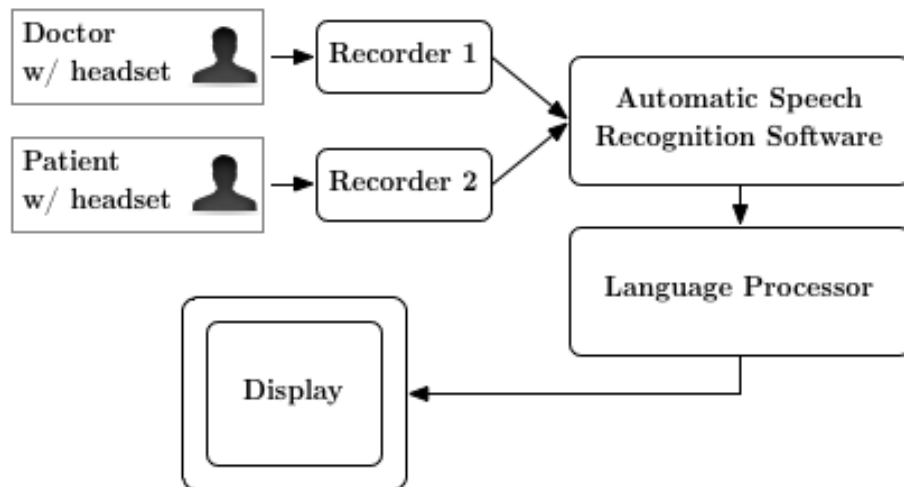 Doctor
w/ headset
Recorder 1
Automatic Speech
Recognition Software
Patient
w/ headset
Recorder 2
Language Processor
Display